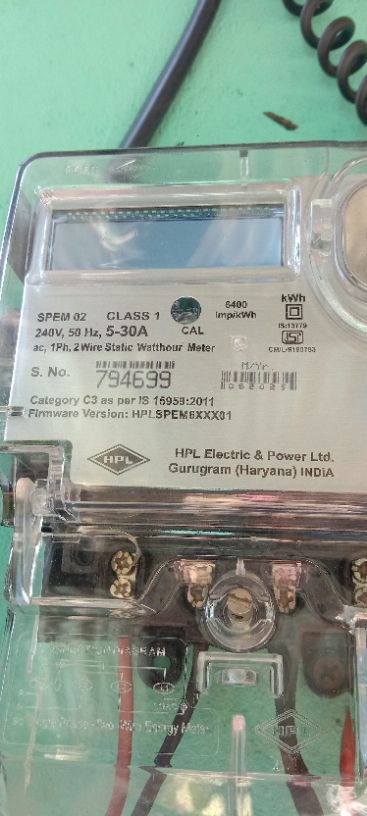 kWh
SPEM 02 CLASS 1 6400
240V, 50 Hz, 5-30A CAL Imp/kWh
IS:13779
ac, 1Ph, 2Wire Static Watthour Meter
M/Yr.
S. No. 794699
Category C3 as per IS 15959:2011
Firmware Version: HPLSPEM6XXX01
HPL
HPL Electric & Power Ltd.
Gurugram (Haryana) INDIA
HPL